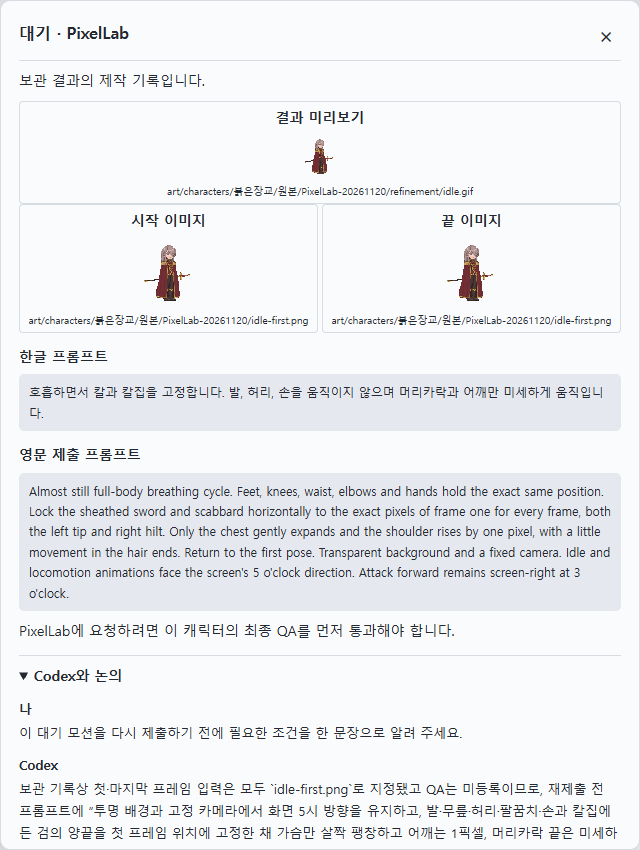 대기 · PixelLab
×
보관 결과의 제작 기록입니다.
결과 미리보기
art/characters/붉은장교/원본/PixelLab-20261120/refinement/idle.gif
시작 이미지
끝 이미지
art/characters/붉은장교/원본/PixelLab-20261120/idle-first.png
art/characters/붉은장교/원본/PixelLab-20261120/idle-first.png
한글 프롬프트
호흡하면서 칼과 칼집을 고정합니다. 발, 허리, 손을 움직이지 않으며 머리카락과 어깨만 미세하게 움직입니
다.
영문 제출 프롬프트
Almost still full-body breathing cycle. Feet, knees, waist, elbows and hands hold the exact same position.
Lock the sheathed sword and scabbard horizontally to the exact pixels of frame one for every frame, both
the left tip and right hilt. Only the chest gently expands and the shoulder rises by one pixel, with a little
movement in the hair ends. Return to the first pose. Transparent background and a fixed camera. Idle and
locomotion animations face the screen's 5 o'clock direction. Attack forward remains screen-right at 3
o'clock.
PixelLab에 요청하려면 이 캐릭터의 최종 QA를 먼저 통과해야 합니다.
▼ Codex와 논의
나
이 대기 모션을 다시 제출하기 전에 필요한 조건을 한 문장으로 알려 주세요.
Codex
보관 기록상 첫·마지막 프레임 입력은 모두 `idle-first.png`로 지정됐고 QA는 미등록이므로, 재제출 전
프롬프트에 “투명 배경과 고정 카메라에서 화면 5시 방향을 유지하고, 발·무릎·허리·팔꿈치·손과 칼집에
든 검의 양끝을 첫 프레임 위치에 고정한 채 가슴만 살짝 팽창하고 어깨는 1픽셀, 머리카락 끝은 미세하